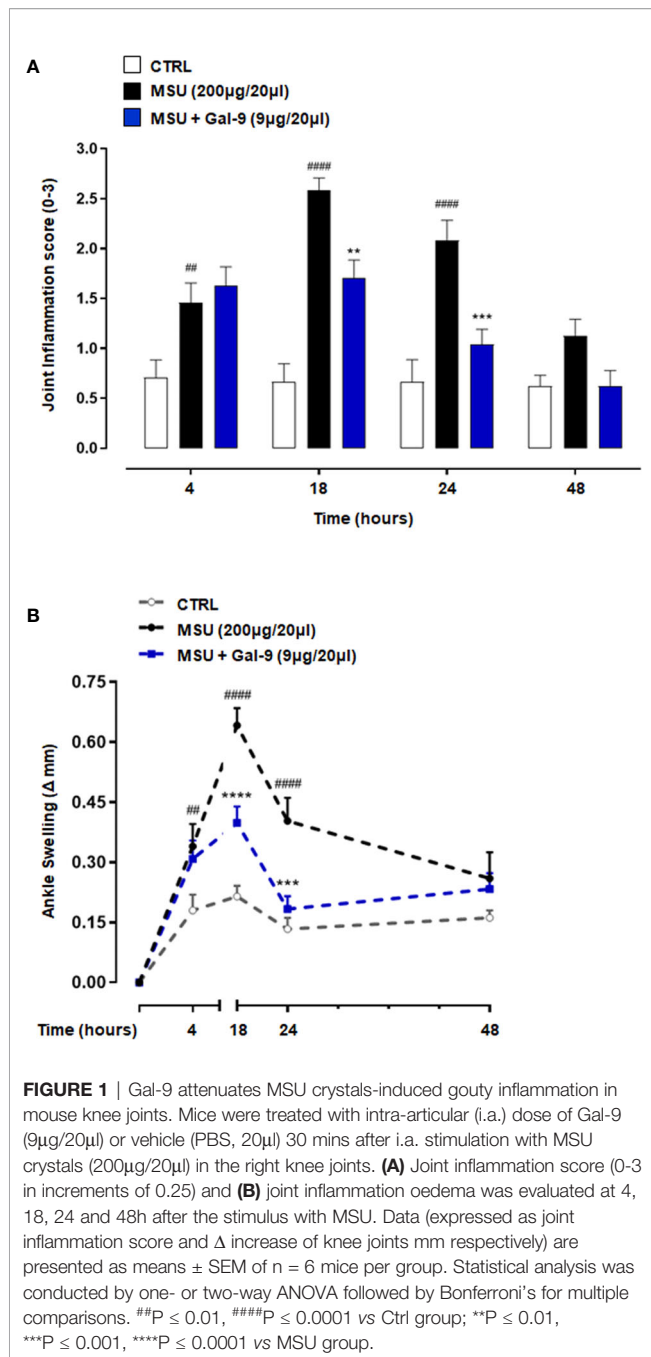 A
CTRL
MSU (200µg/20µl)
MSU + Gal-9 (9µg/20µl)
Joint Inflammation score (0-3)
3.0
2.5
2.0
1.5
1.0
0.5
0.0
##
####
**
####
***
4 18 24 48
Time (hours)
B
CTRL
MSU (200µg/20µl)
MSU + Gal-9 (9µg/20µl)
Ankle Swelling (Δ mm)
0.75
0.60
0.45
0.30
0.15
0.00
##
####
****
####
***
Time (hours) 4 18 24 48
FIGURE 1 | Gal-9 attenuates MSU crystals-induced gouty inflammation in
mouse knee joints. Mice were treated with intra-articular (i.a.) dose of Gal-9
(9µg/20µl) or vehicle (PBS, 20µl) 30 mins after i.a. stimulation with MSU
crystals (200µg/20µl) in the right knee joints. (A) Joint inflammation score (0-3
in increments of 0.25) and (B) joint inflammation oedema was evaluated at 4,
18, 24 and 48h after the stimulus with MSU. Data (expressed as joint
inflammation score and Δ increase of knee joints mm respectively) are
presented as means ± SEM of n = 6 mice per group. Statistical analysis was
conducted by one- or two-way ANOVA followed by Bonferroni's for multiple
comparisons. ##P ≤ 0.01, ####P ≤ 0.0001 vs Ctrl group; **P ≤ 0.01,
***P ≤ 0.001, ****P ≤ 0.0001 vs MSU group.